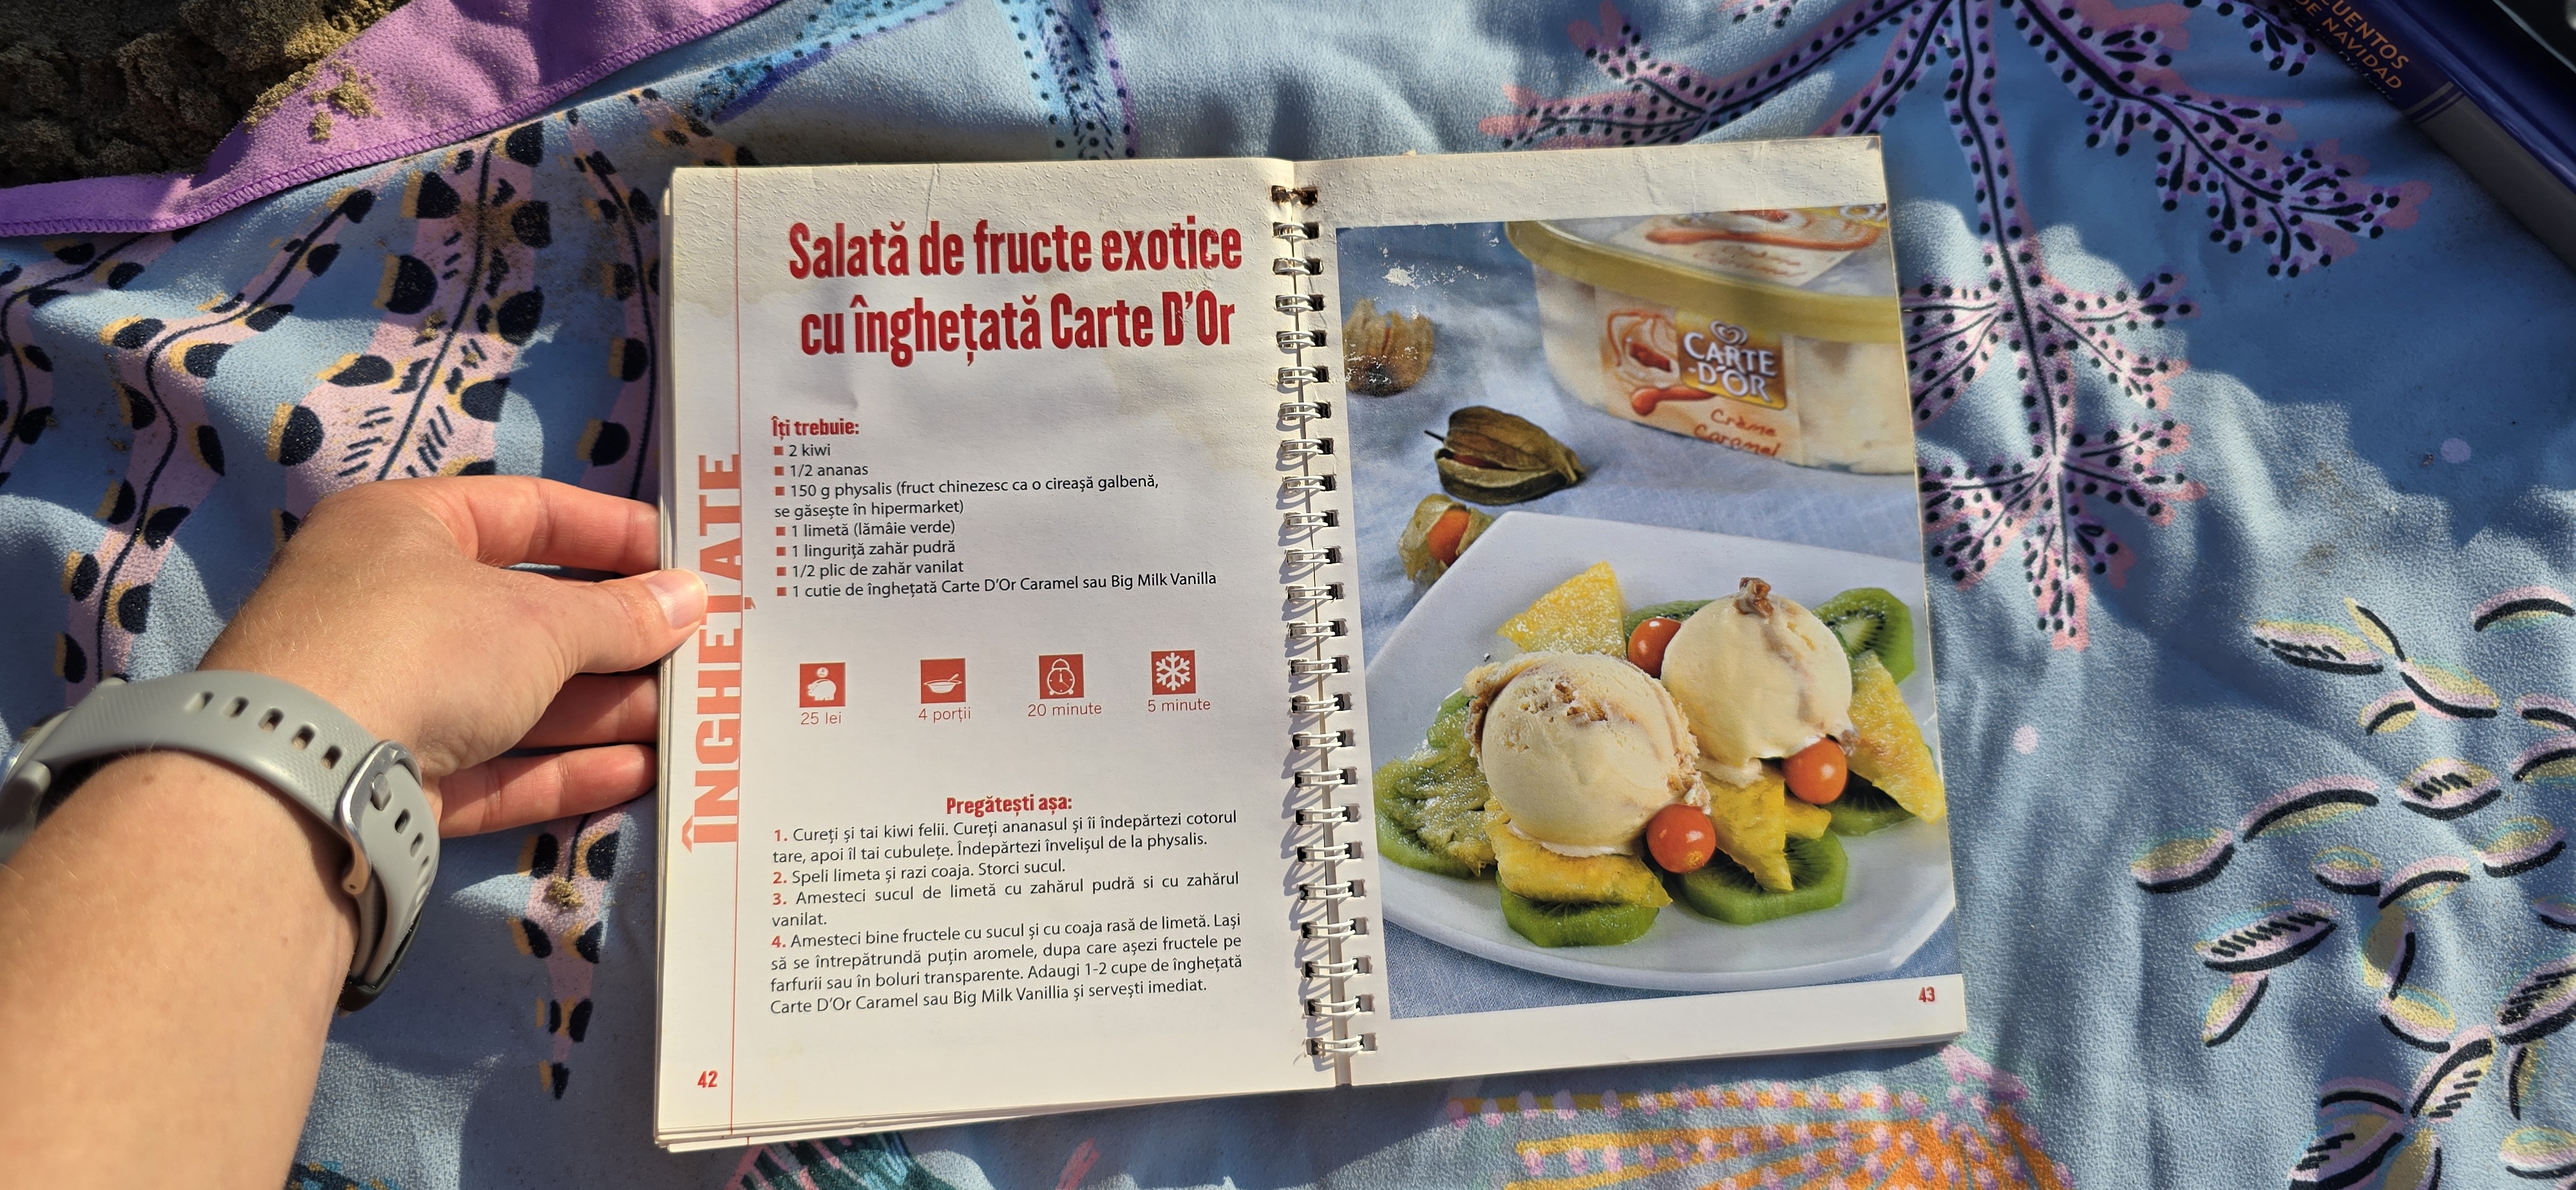 CUENTOS
DE NAVIDAD
Salată de fructe exotice
cu înghețată Carte D'Or
Îți trebuie:
■ 2 kiwi
■ 1/2 ananas
■ 150 g physalis (fruct chinezesc ca o cireașă galbenă,
se găsește în hipermarket)
■ 1 limetă (lămâie verde)
■ 1 linguriță zahăr pudră
■ 1/2 plic de zahăr vanilat
■ 1 cutie de înghețată Carte D'Or Caramel sau Big Milk Vanilla
25 lei
4 porții
20 minute
5 minute
Pregătești așa:
1. Cureți și tai kiwi felii. Cureți ananasul și îi îndepărtezi cotorul
tare, apoi îl tai cubulețe. Îndepărtezi învelișul de la physalis.
2. Speli limeta și razi coaja. Storci sucul.
3. Amesteci sucul de limetă cu zahărul pudră si cu zahărul
vanilat.
4. Amesteci bine fructele cu sucul și cu coaja rasă de limetă. Lași
să se întrepătrundă puțin aromele, dupa care așezi fructele pe
farfurii sau în boluri transparente. Adaugi 1-2 cupe de înghețată
Carte D'Or Caramel sau Big Milk Vanillia și servești imediat.
ÎNGHEȚATE
42
CARTE
D'OR
Crème
Caramel
43